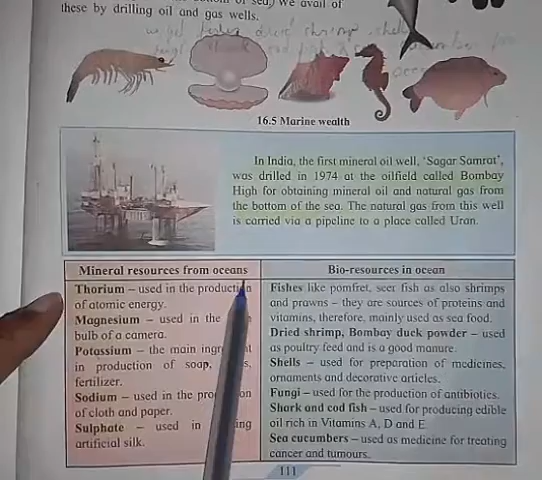 these by drilling oil and gas wells.
16.5 Marine wealth
In India, the first mineral oil well, 'Sagar Samrat',
was drilled in 1974 at the oilfield called Bombay
High for obtaining mineral oil and natural gas from
the bottom of the sea. The natural gas from this well
is carried via a pipeline to a place called Uran.
Mineral resources from oceans
Thorium – used in the production
of atomic energy.
Magnesium – used in the
bulb of a camera.
Potassium – the main
in production of soap,
fertilizer.
Sodium – used in the
of cloth and paper.
Sulphate – used in
artificial silk.
Bio-resources in ocean
Fishes like pomfret, seer fish as also shrimps
and prawns – they are sources of proteins and
vitamins, therefore, mainly used as sea food.
Dried shrimp, Bombay duck powder – used
as poultry feed and is a good manure.
Shells – used for preparation of medicines,
ornaments and decorative articles.
Fungi – used for the production of antibiotics.
Shark and cod fish – used for producing edible
oil rich in Vitamins A, D and E.
Sea cucumbers – used as medicine for treating
cancer and tumours.
111